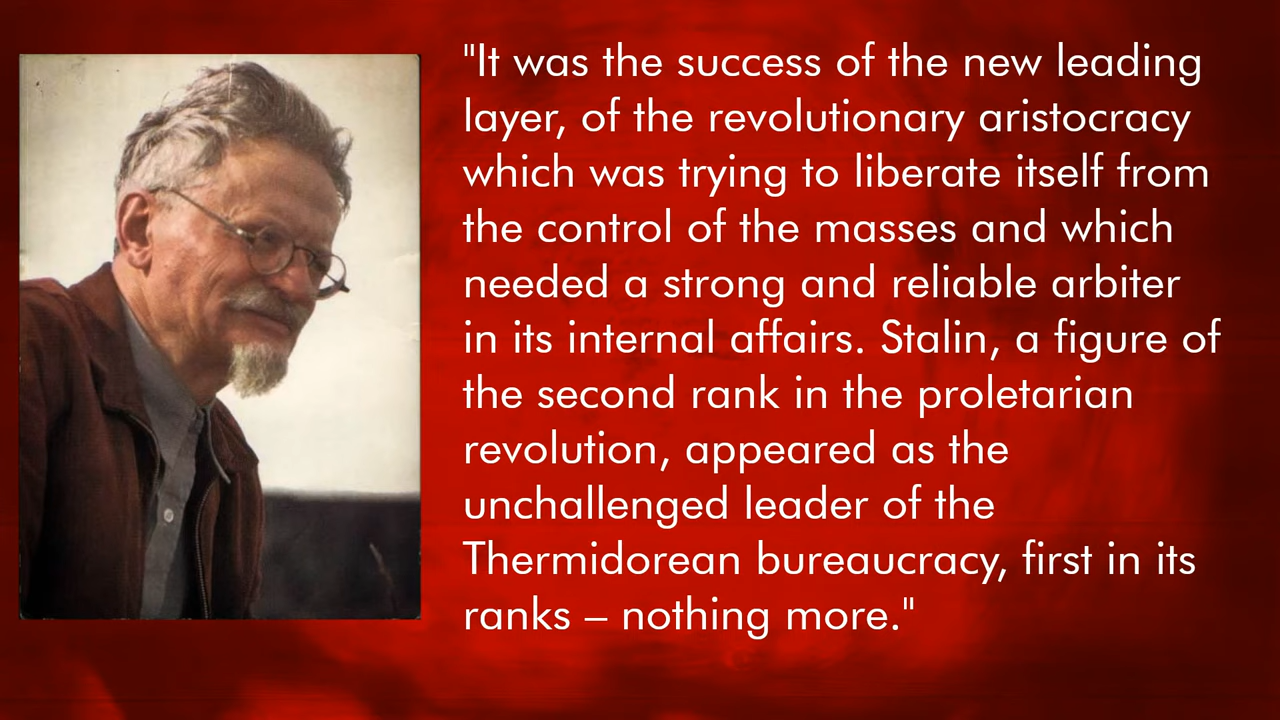 "It was the success of the new leading
layer, of the revolutionary aristocracy
which was trying to liberate itself from
the control of the masses and which
needed a strong and reliable arbiter
in its internal affairs. Stalin, a figure of
the second rank in the proletarian
revolution, appeared as the
unchallenged leader of the
Thermidorean bureaucracy, first in its
ranks – nothing more."